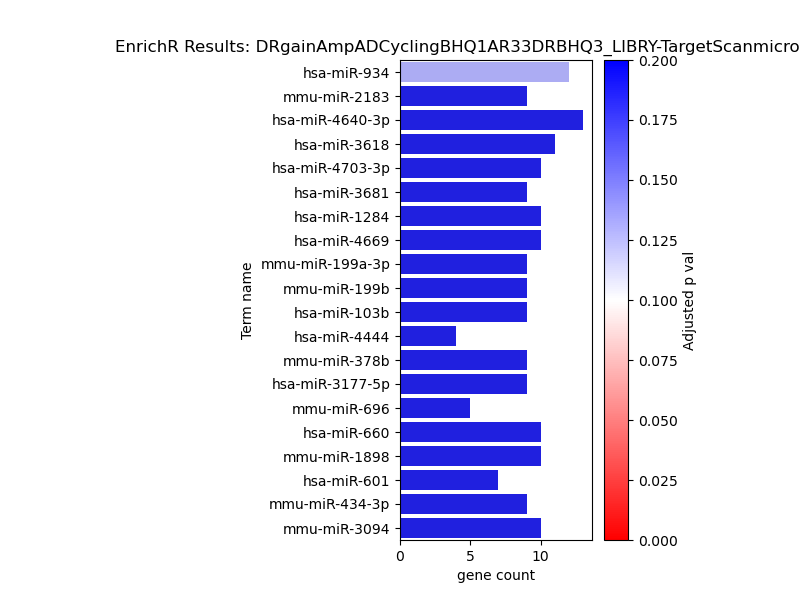 EnrichR Results: DRgainAmpADCyclingBHQ1AR33DRBHQ3_LIBRY-TargetScanmicro
hsa-miR-934
mmu-miR-2183
hsa-miR-4640-3p
hsa-miR-3618
hsa-miR-4703-3p
hsa-miR-3681
hsa-miR-1284
hsa-miR-4669
mmu-miR-199a-3p
mmu-miR-199b
hsa-miR-103b
hsa-miR-4444
mmu-miR-378b
hsa-miR-3177-5p
mmu-miR-696
hsa-miR-660
mmu-miR-1898
hsa-miR-601
mmu-miR-434-3p
mmu-miR-3094
Term name
0 5 10
gene count
0.200
0.175
0.150
0.125
0.100
0.075
0.050
0.025
0.000
Adjusted p val